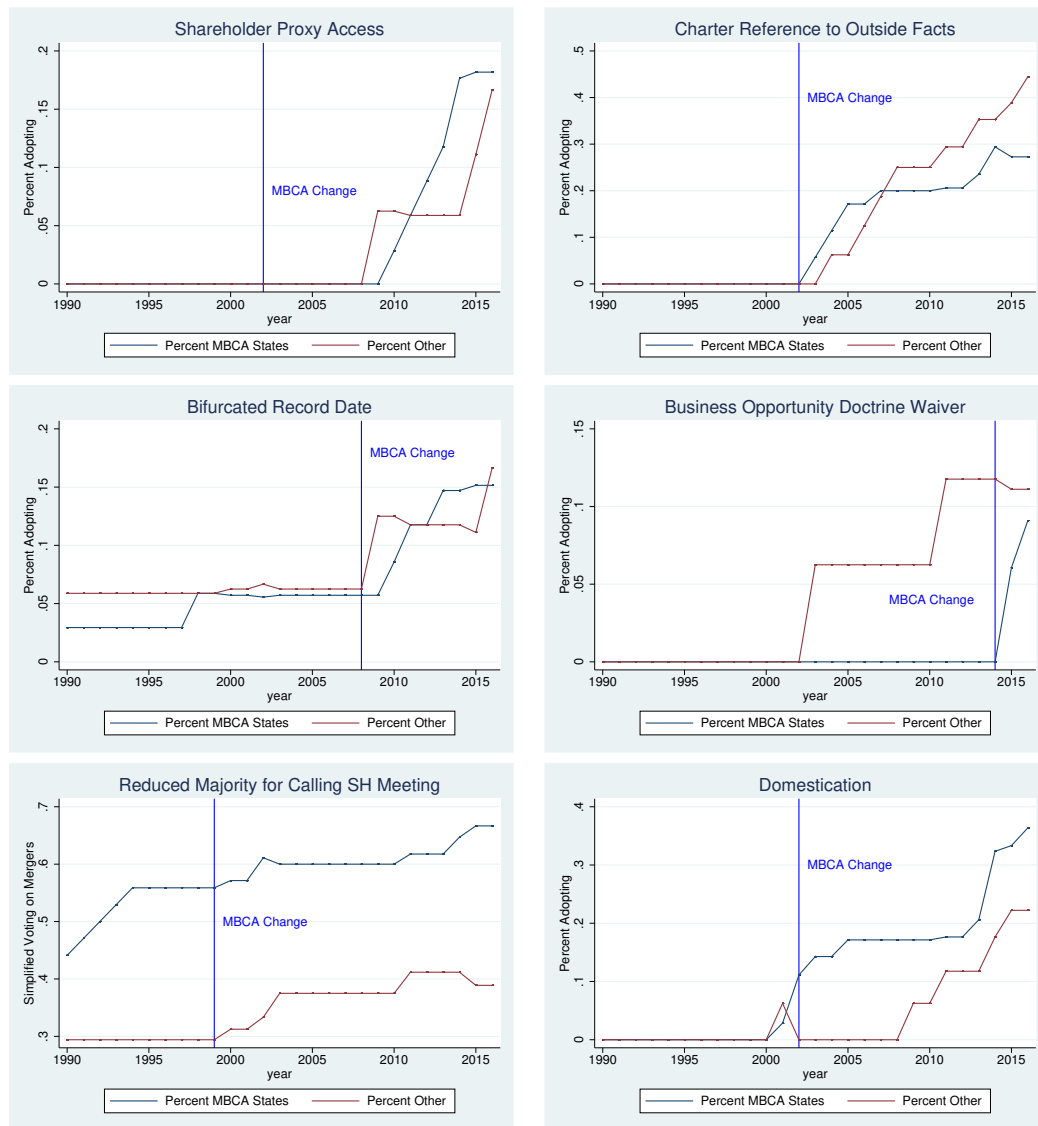 Shareholder Proxy Access
Percent Adopting
.2
.15
.1
.05
0
MBCA Change
1990 1995 2000 2005 2010 2015
year
Percent MBCA States Percent Other
Charter Reference to Outside Facts
Percent Adopting
.5
.4
.3
.2
.1
0
MBCA Change
1990 1995 2000 2005 2010 2015
year
Percent MBCA States Percent Other
Bifurcated Record Date
Percent Adopting
.2
.15
.1
.05
0
MBCA Change
1990 1995 2000 2005 2010 2015
year
Percent MBCA States Percent Other
Business Opportunity Doctrine Waiver
Percent Adopting
.15
.1
.05
0
MBCA Change
1990 1995 2000 2005 2010 2015
year
Percent MBCA States Percent Other
Reduced Majority for Calling SH Meeting
Simplified Voting on Mergers
.7
.6
.5
.4
.3
MBCA Change
1990 1995 2000 2005 2010 2015
year
Percent MBCA States Percent Other
Domestication
Percent Adopting
.4
.3
.2
.1
0
MBCA Change
1990 1995 2000 2005 2010 2015
year
Percent MBCA States Percent Other